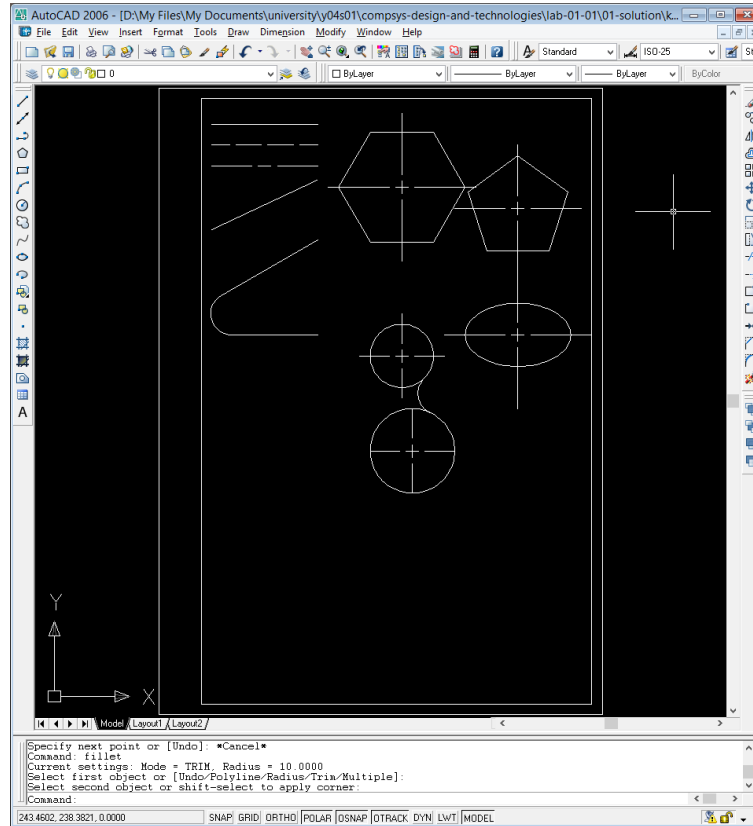 AutoCAD 2006 - [D:\My Files\My Documents\university\y04s01\compsys-design-and-technologies\lab-01-01\01-solution\k...
File Edit View Insert Format Tools Draw Dimension Modify Window Help
Standard ISO-25 St
0 ByLayer ByLayer ByLayer ByColor
A
Y
X
Model Layout1 Layout2
Specify next point or [Undo]: *Cancel*
Command: fillet
Current settings: Mode = TRIM, Radius = 10.0000
Select first object or [Undo/Polyline/Radius/Trim/Multiple]:
Select second object or shift-select to apply corner:
Command:
243.4602, 238.3821, 0.0000 SNAP GRID ORTHO POLAR OSNAP OTRACK DYN LWT MODEL